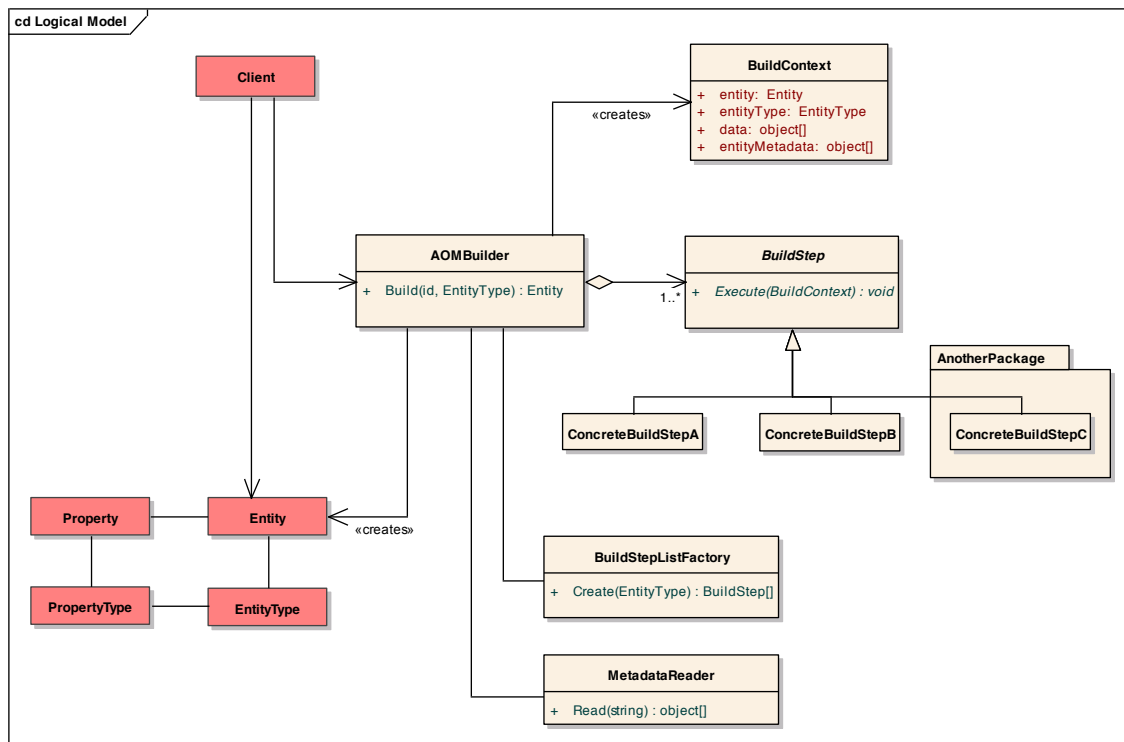 cd Logical Model
Client
BuildContext
+ entity: Entity
+ entityType: EntityType
+ data: object[]
+ entityMetadata: object[]
«creates»
AOMBuilder
+ Build(id, EntityType) : Entity
BuildStep
+ Execute(BuildContext) : void
1..*
AnotherPackage
ConcreteBuildStepA
ConcreteBuildStepB
ConcreteBuildStepC
Property
Entity
«creates»
PropertyType
EntityType
BuildStepListFactory
+ Create(EntityType) : BuildStep[]
MetadataReader
+ Read(string) : object[]